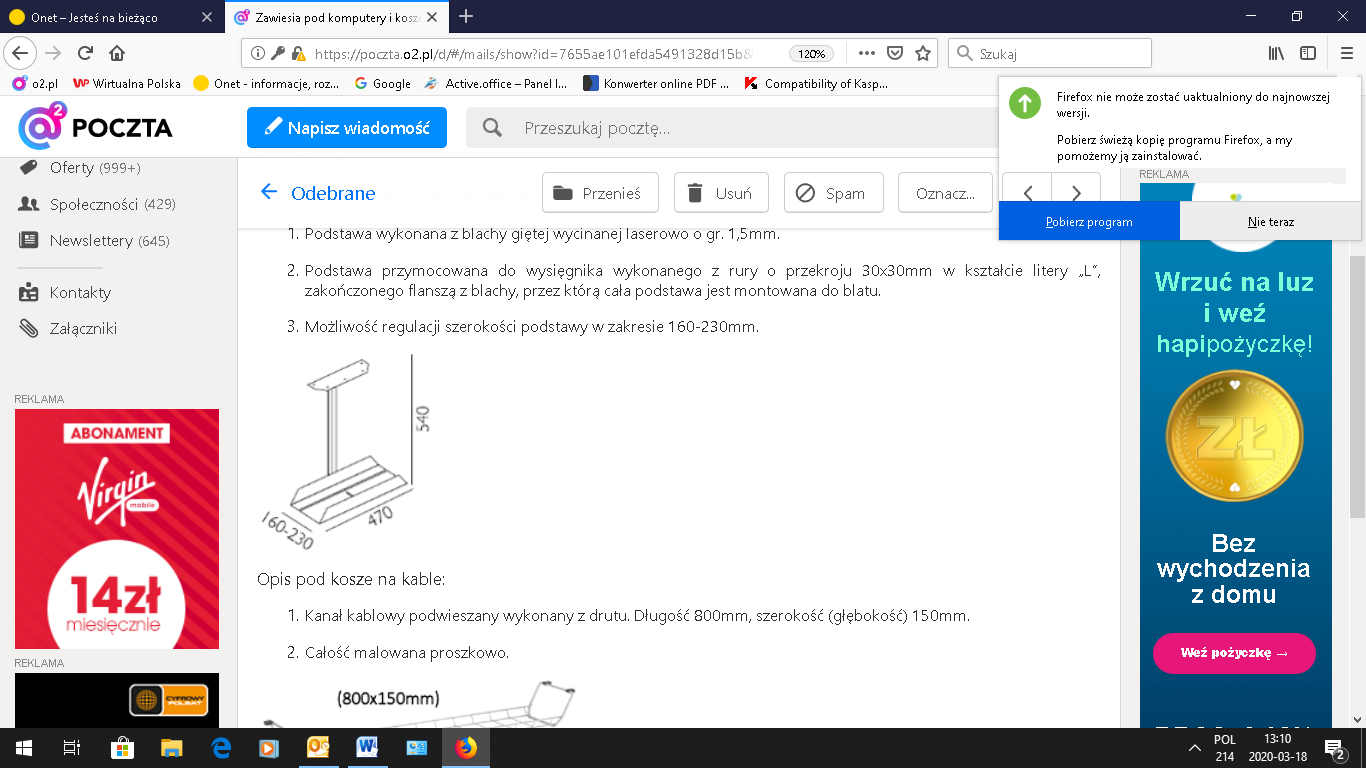 Onet – Jesteś na bieżąco
Zawiesia pod komputery i kosze
https://poczta.o2.pl/d/#/mails/show?id=7655ae101efda5491328d15b&
120%
Szukaj
o2.pl
WP Wirtualna Polska
Onet - informacje, roz...
Google
Active.office – Panel l...
Konwerter online PDF ...
Compatibility of Kasp...
Firefox nie może zostać uaktualniony do najnowszej
wersji.
Pobierz świeżą kopię programu Firefox, a my
pomożemy ją zainstalować.
Pobierz program
Nie teraz
2 POCZTA
Napisz wiadomość
Przeszukaj pocztę...
Oferty (999+)
Społeczności (429)
Newslettery (645)
Kontakty
Załączniki
REKLAMA
ABONAMENT
Virgin
mobile
14zł
miesięcznie
REKLAMA
CYFROWY
POLSAT
Odebrane
Przenieś
Usuń
Spam
Oznacz...
1. Podstawa wykonana z blachy giętej wycinanej laserowo o gr. 1,5mm.
2. Podstawa przymocowana do wysięgnika wykonanego z rury o przekroju 30x30mm w kształcie litery „L“,
zakończonego flanszą z blachy, przez którą cała podstawa jest montowana do blatu.
3. Możliwość regulacji szerokości podstawy w zakresie 160-230mm.
540
160-230
470
Opis pod kosze na kable:
1. Kanał kablowy podwieszany wykonany z drutu. Długość 800mm, szerokość (głębokość) 150mm.
2. Całość malowana proszkowo.
(800x150mm)
REKLAMA
Wrzuć na luz
i weź
hapipożyczkę!
ZŁ
Bez
wychodzenia
z domu
Weź pożyczkę →
POL
214
13:10
2020-03-18
2